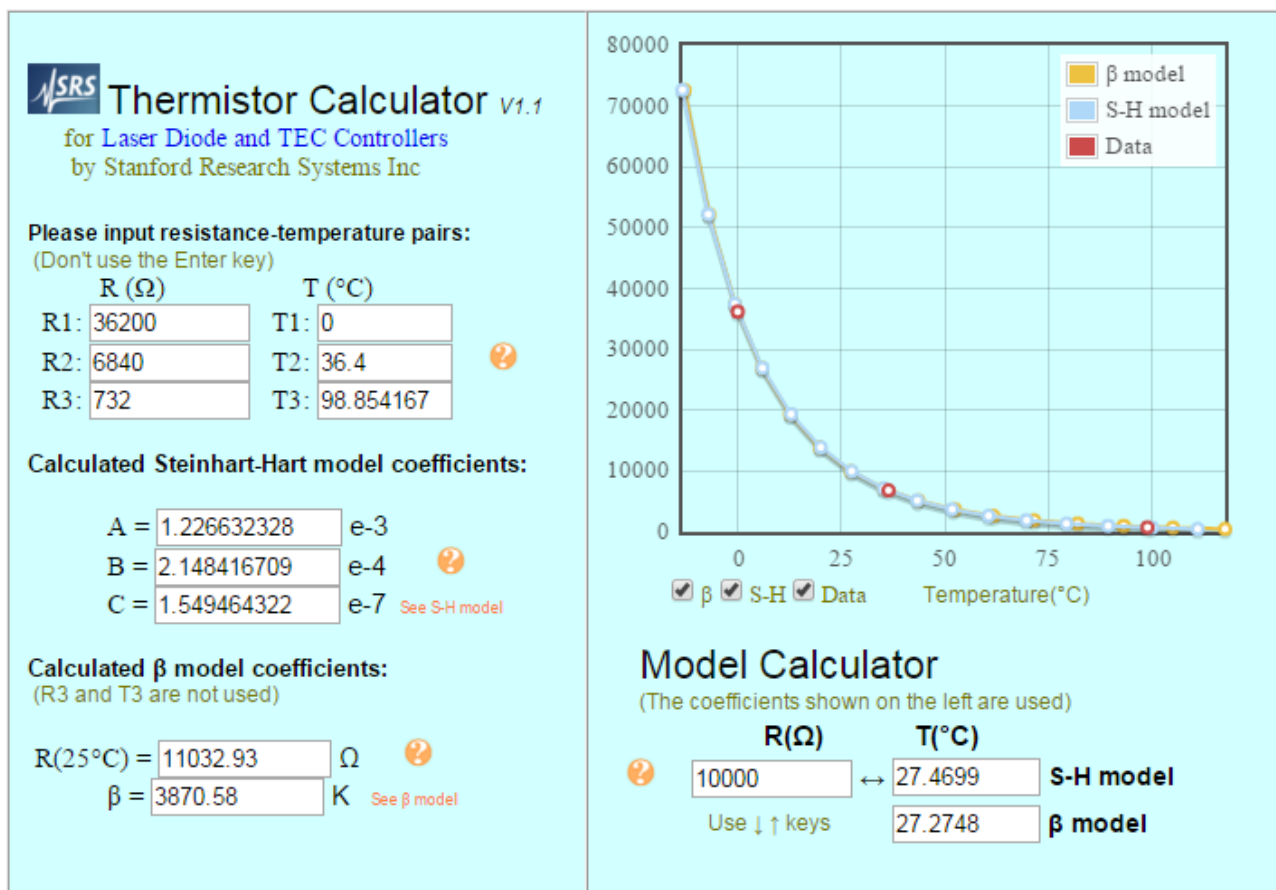 SRS Thermistor Calculator V1.1
for Laser Diode and TEC Controllers
by Stanford Research Systems Inc
Please input resistance-temperature pairs:
(Don't use the Enter key)
R (Ω) T (°C)
R1: 36200 T1: 0
R2: 6840 T2: 36.4 ?
R3: 732 T3: 98.854167
Calculated Steinhart-Hart model coefficients:
A = 1.226632328 e-3
B = 2.148416709 e-4 ?
C = 1.549464322 e-7 See S-H model
Calculated β model coefficients:
(R3 and T3 are not used)
R(25°C) = 11032.93 Ω ?
β = 3870.58 K See β model
80000
70000
60000
50000
40000
30000
20000
10000
0
β model
S-H model
Data
0 25 50 75 100
β S-H Data Temperature(°C)
Model Calculator
(The coefficients shown on the left are used)
R(Ω) T(°C)
? 10000 ↔ 27.4699 S-H model
Use ↓ ↑ keys 27.2748 β model